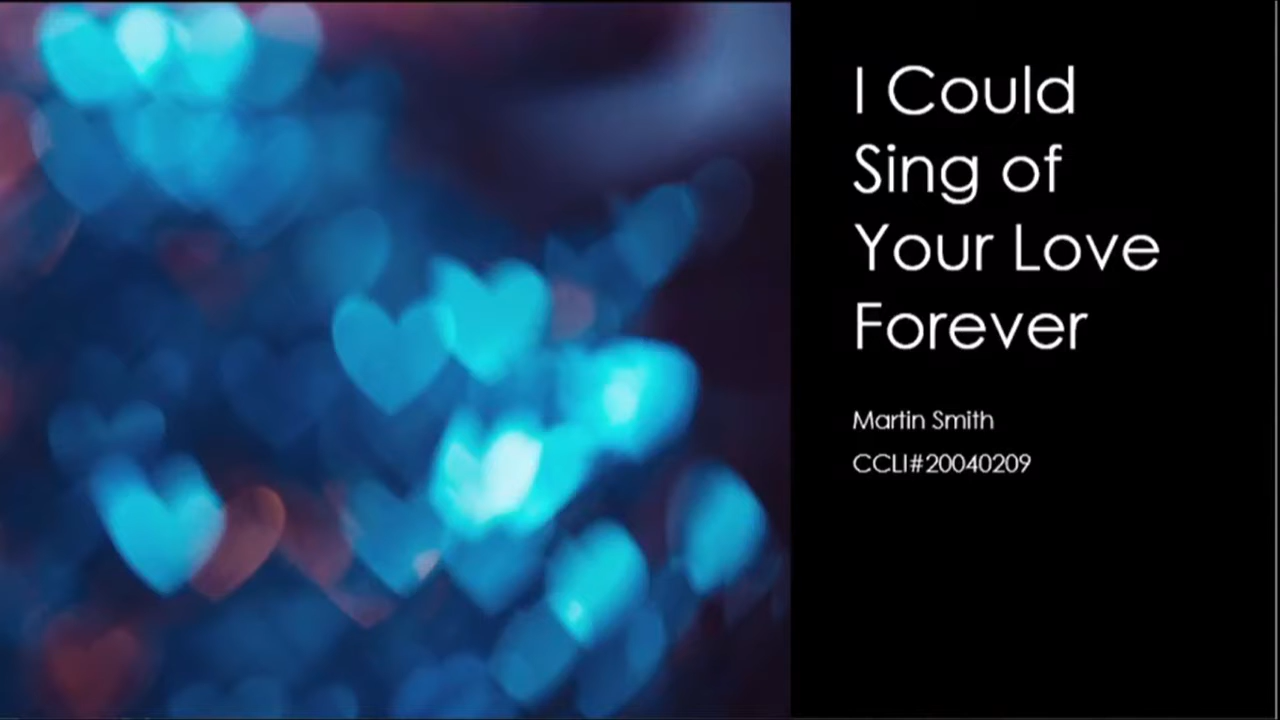 I Could
Sing of
Your Love
Forever
Martin Smith
CCLI#20040209